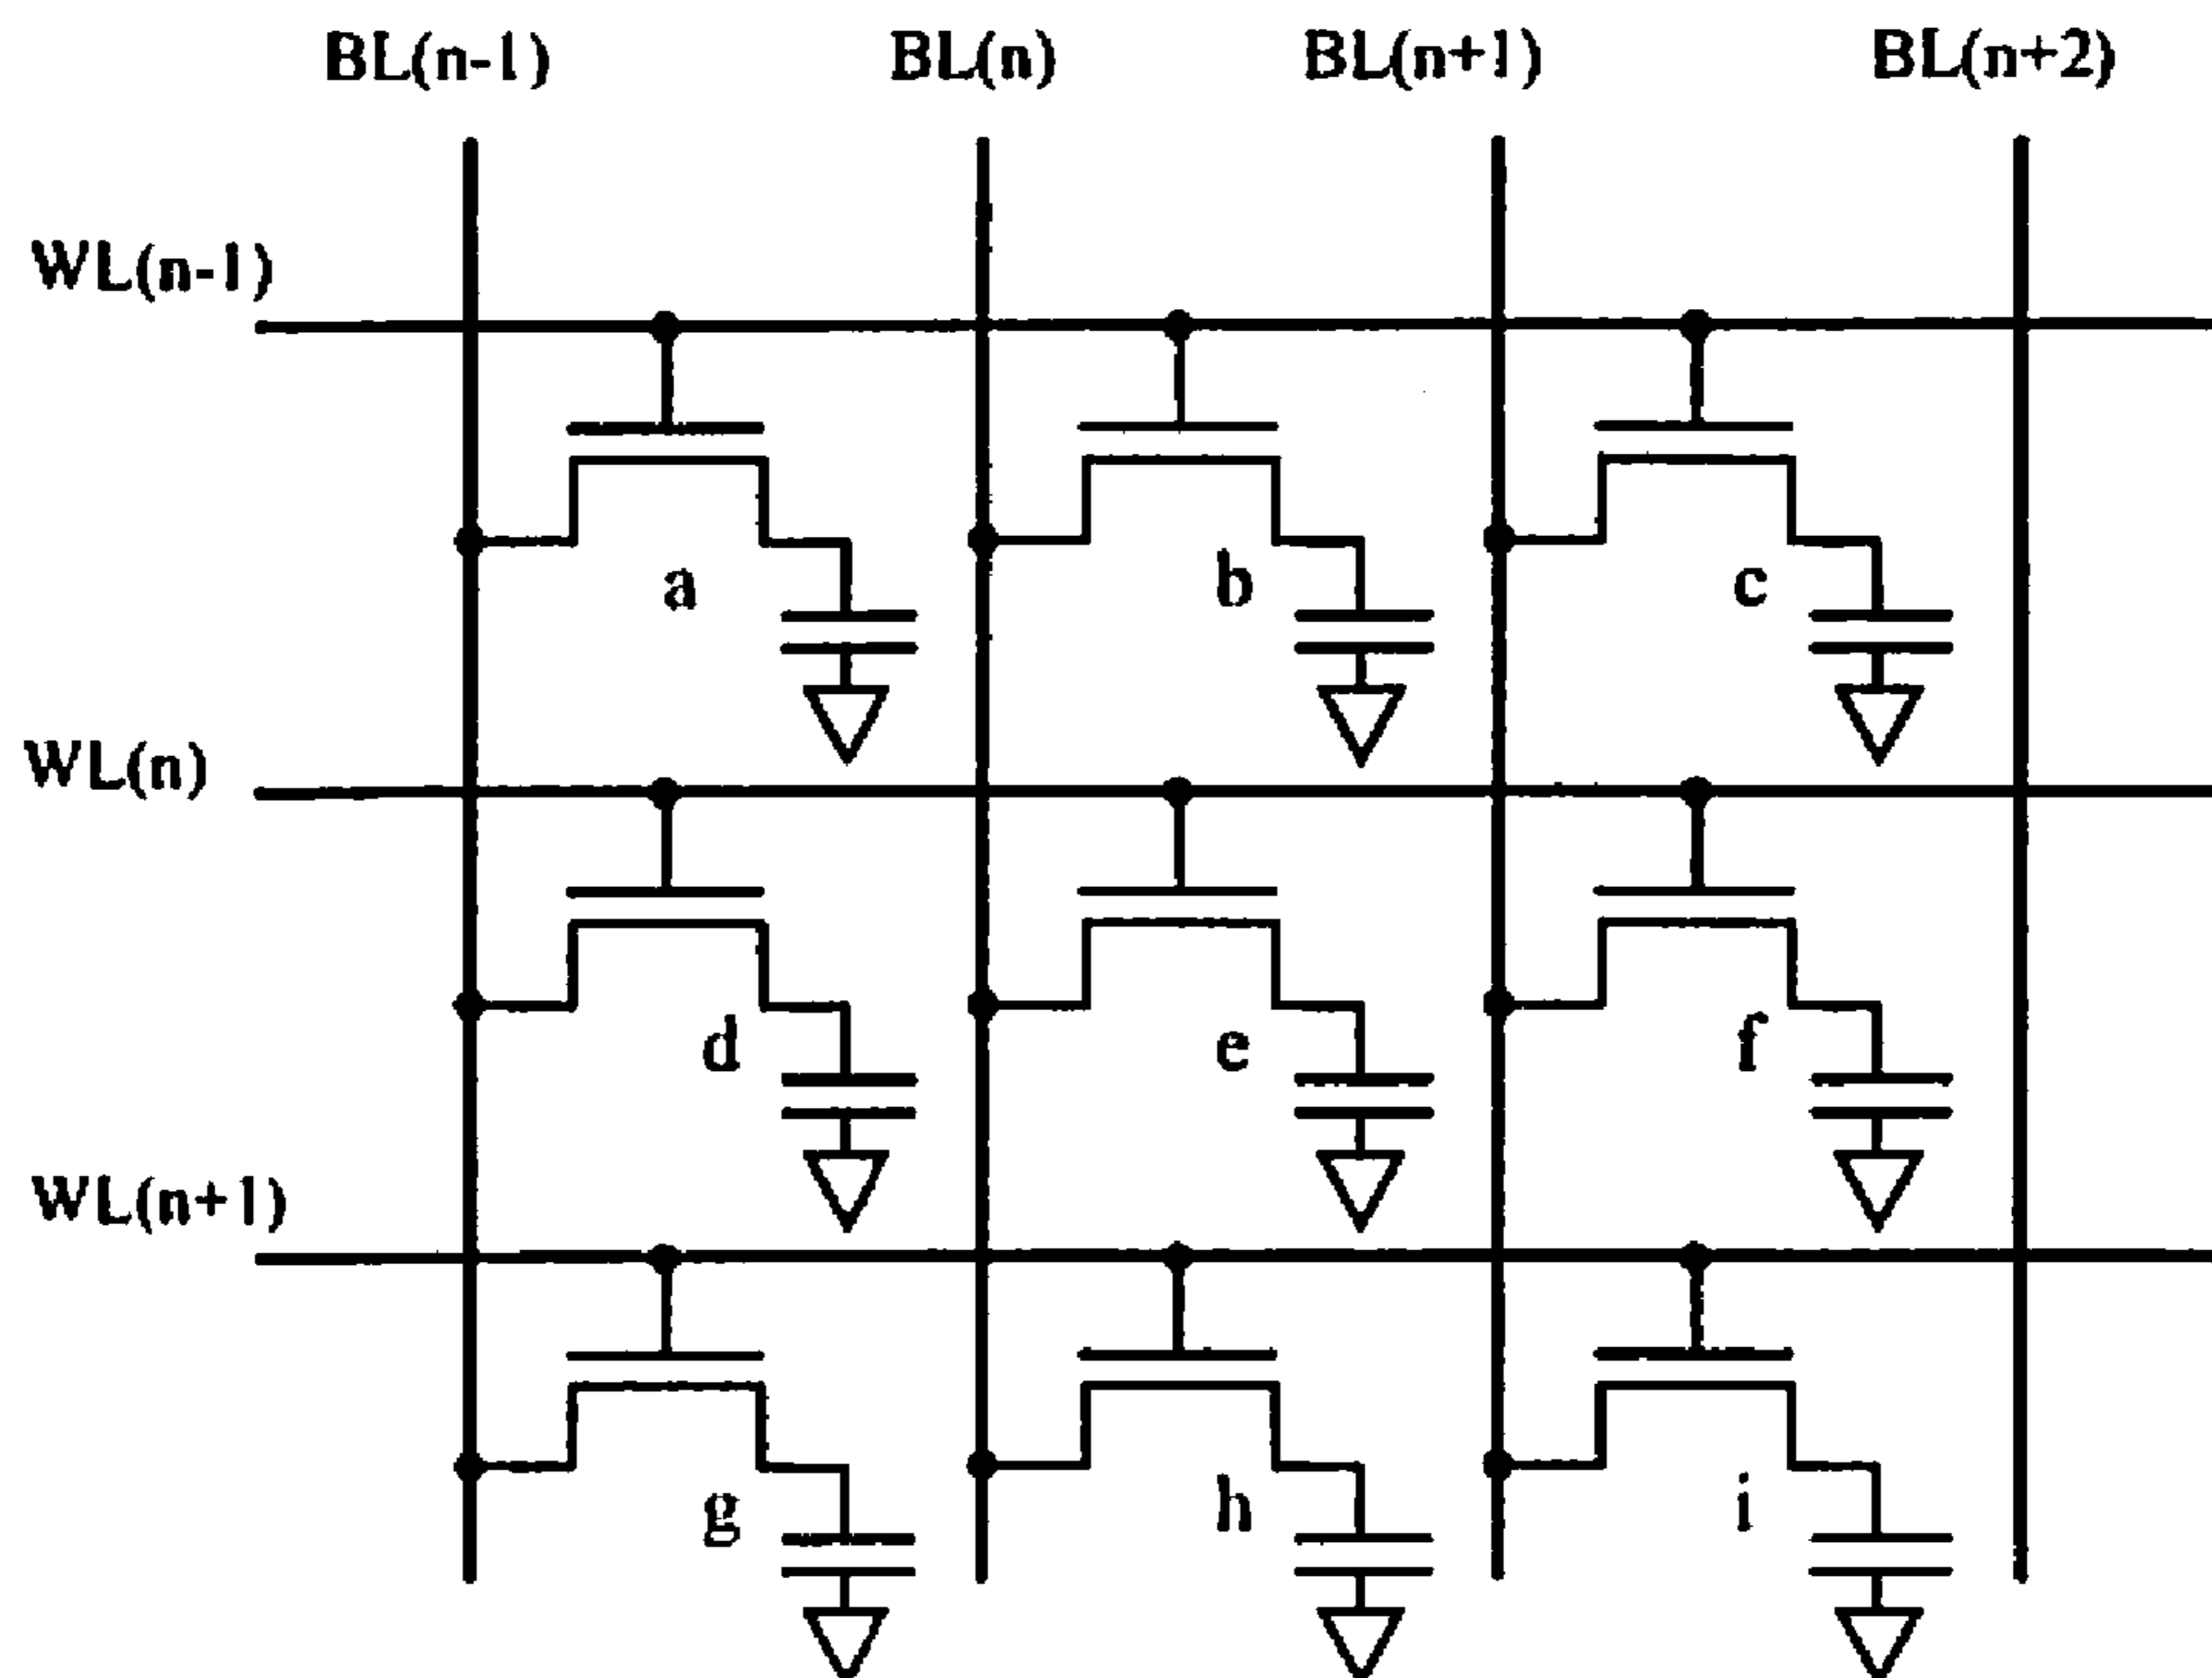 BL(n-1) BL(n) BL(n+1) BL(n+2)
WL(n-1)
a b c
WL(n)
d e f
WL(n+1)
g h i